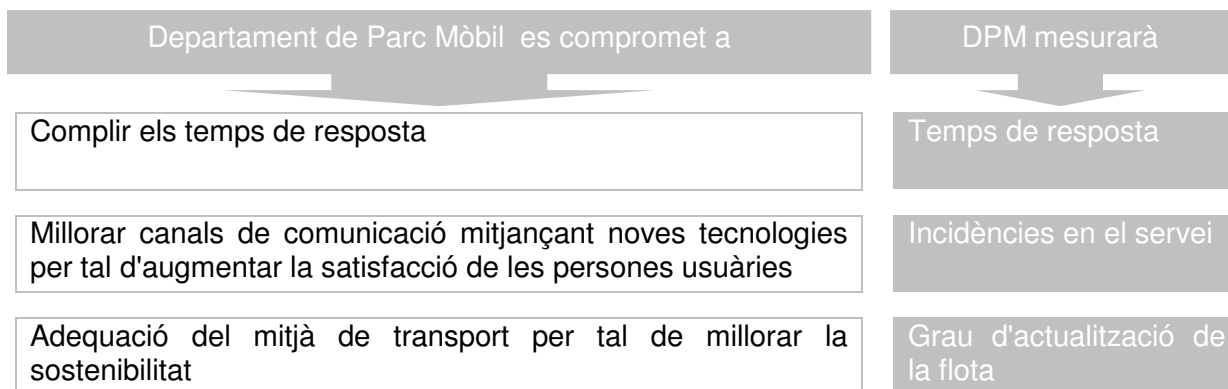 Departament de Parc Mòbil es compromet a
DPM mesurarà
Complir els temps de resposta
Temps de resposta
Millorar canals de comunicació mitjançant noves tecnologies
per tal d'augmentar la satisfacció de les persones usuàries
Incidències en el servei
Adequació del mitjà de transport per tal de millorar la
sostenibilitat
Grau d'actualització de
la flota